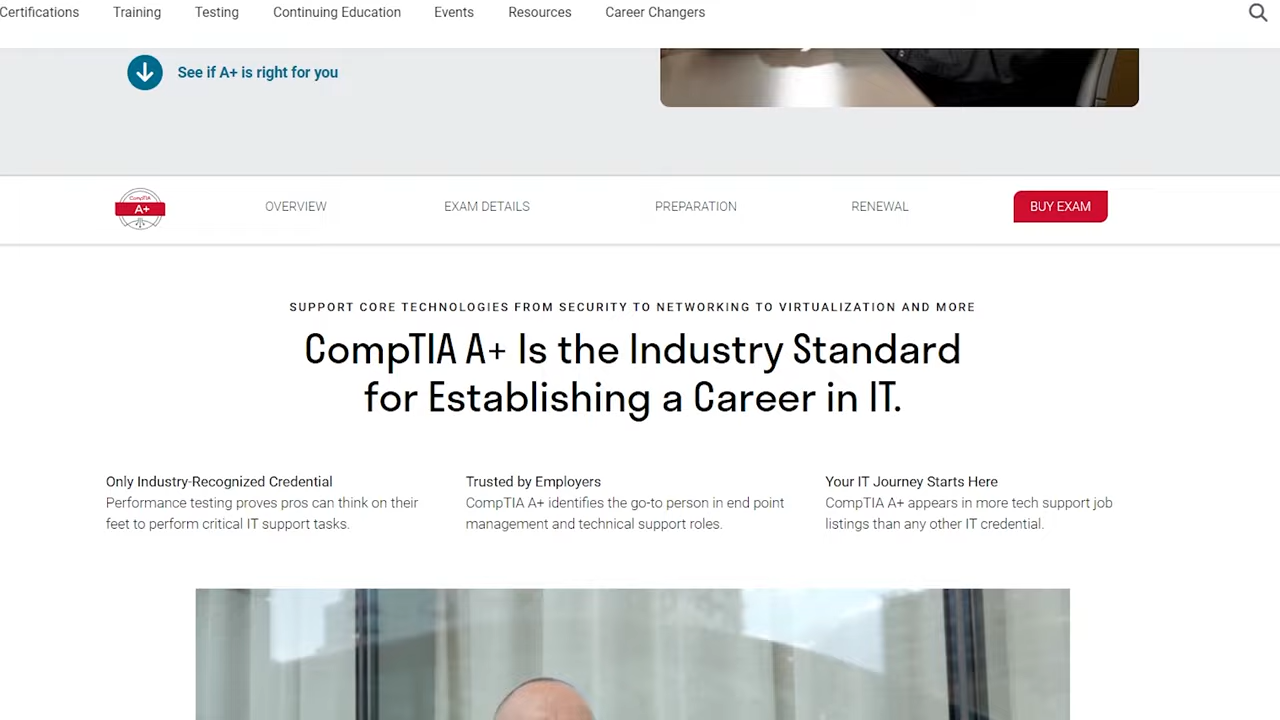 Certifications
Training
Testing
Continuing Education
Events
Resources
Career Changers
See if A+ is right for you
CompTIA
A+
OVERVIEW
EXAM DETAILS
PREPARATION
RENEWAL
BUY EXAM
SUPPORT CORE TECHNOLOGIES FROM SECURITY TO NETWORKING TO VIRTUALIZATION AND MORE
CompTIA A+ Is the Industry Standard
for Establishing a Career in IT.
Only Industry-Recognized Credential
Performance testing proves pros can think on their
feet to perform critical IT support tasks.
Trusted by Employers
CompTIA A+ identifies the go-to person in end point
management and technical support roles.
Your IT Journey Starts Here
CompTIA A+ appears in more tech support job
listings than any other IT credential.